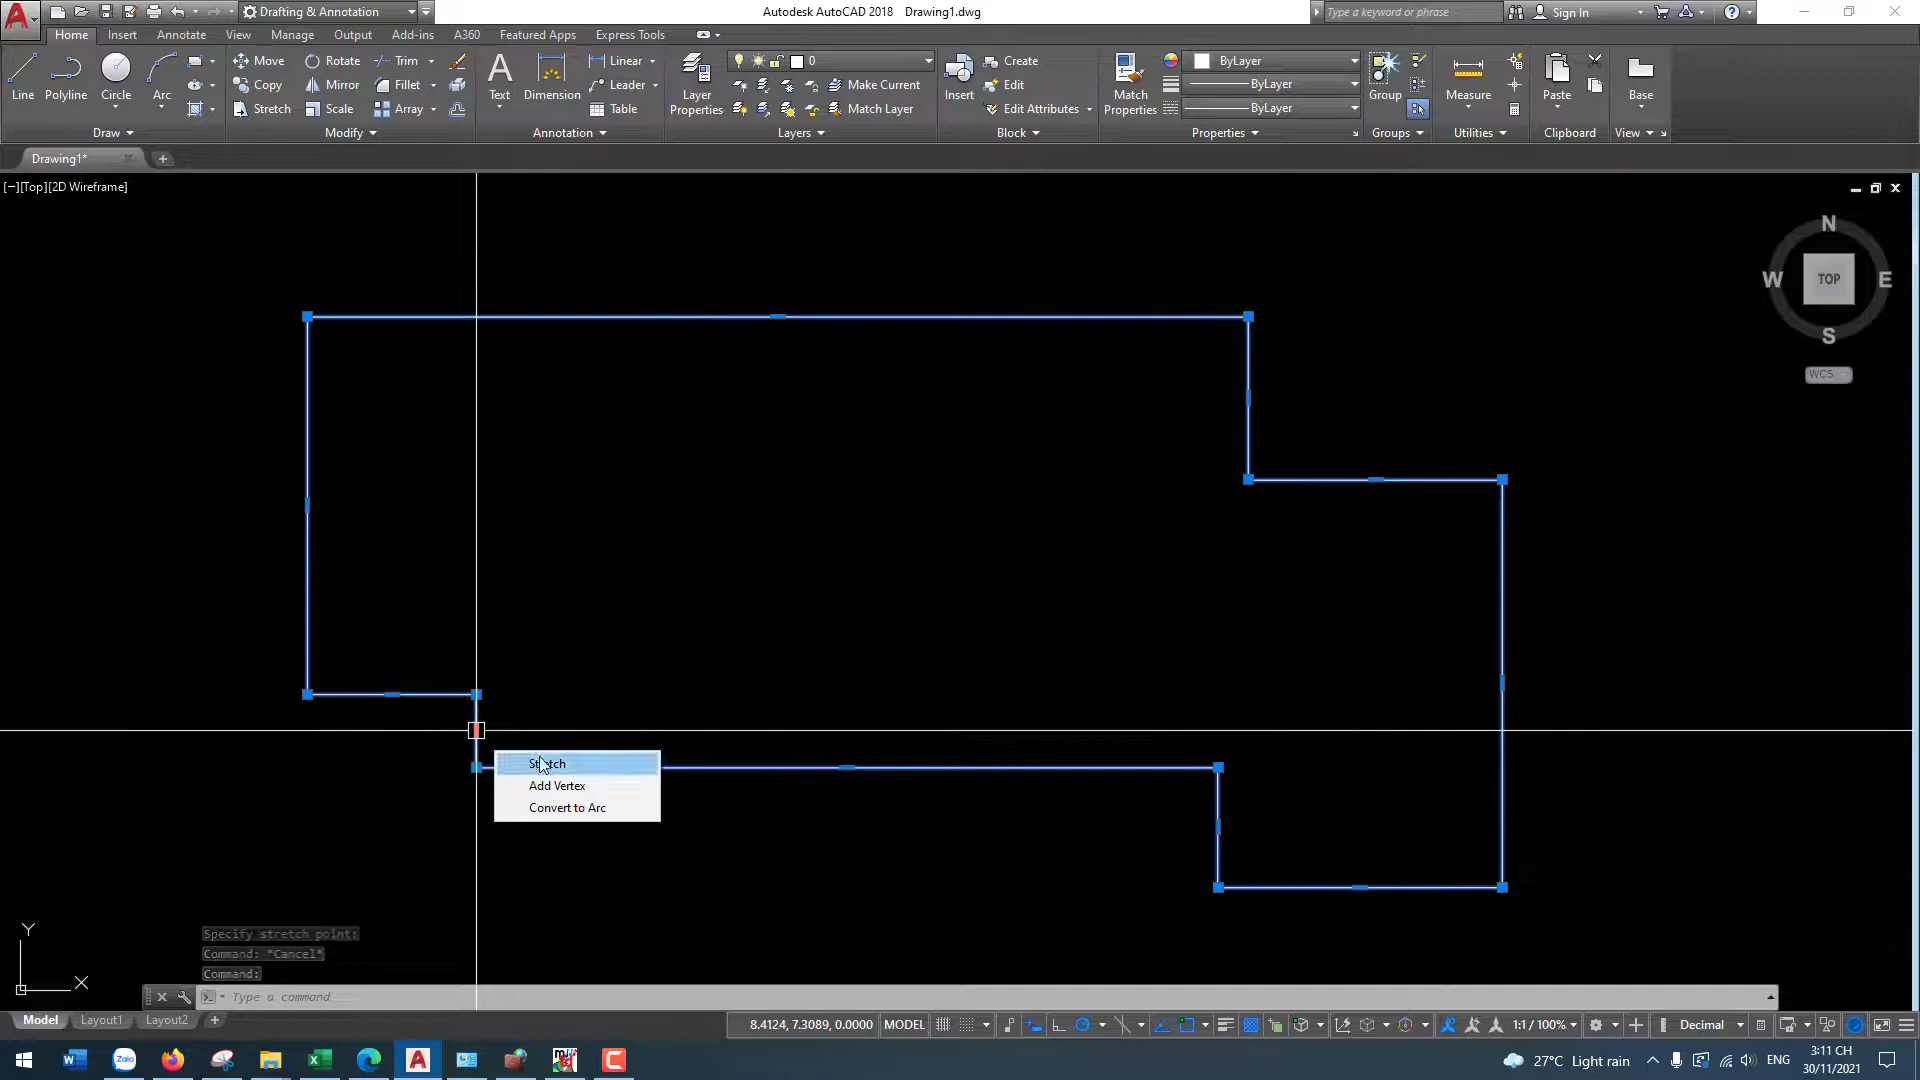 Drafting & Annotation
Autodesk AutoCAD 2018 Drawing1.dwg
Type a keyword or phrase
Sign In
Home Insert Annotate View Manage Output Add-ins A360 Featured Apps Express Tools
Line Polyline Circle Arc
Draw
Move Rotate Trim
Copy Mirror Fillet
Stretch Scale Array
Modify
Text Dimension
Linear
Leader
Table
Annotation
Layer Properties
0
Make Current
Match Layer
Layers
Insert
Create
Edit
Edit Attributes
Block
Match Properties
ByLayer
ByLayer
ByLayer
Properties
Group
Groups
Measure
Utilities
Paste
Clipboard
Base
View
Drawing1*
[−][Top][2D Wireframe]
N
W TOP E
S
WCS
Stretch
Add Vertex
Convert to Arc
Y
X
Specify stretch point:
Command: *Cancel*
Command:
Type a command
Model Layout1 Layout2
8.4124, 7.3089, 0.0000 MODEL
1:1 / 100%
Decimal
27°C Light rain
ENG
3:11 CH
30/11/2021